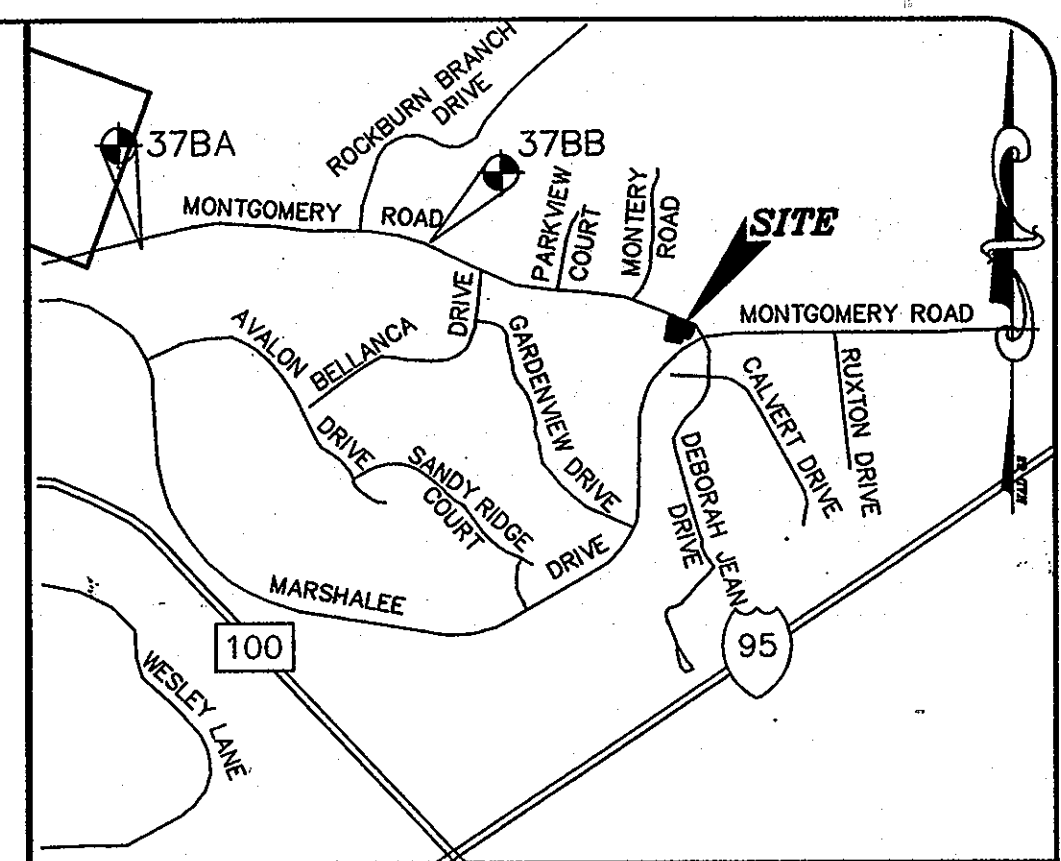 ROCKBURN BRANCH
DRIVE
37BA
37BB
MONTGOMERY ROAD
PARKVIEW
COURT
MONTERY
ROAD
SITE
MONTGOMERY ROAD
AVALON
DRIVE
BELLANCA
DRIVE
GARDENVIEW DRIVE
CALVERT DRIVE
RUXTON DRIVE
SANDY RIDGE
COURT
DEBORAH JEAN
DRIVE
MARSHALEE
DRIVE
100
95
WESLEY LANE